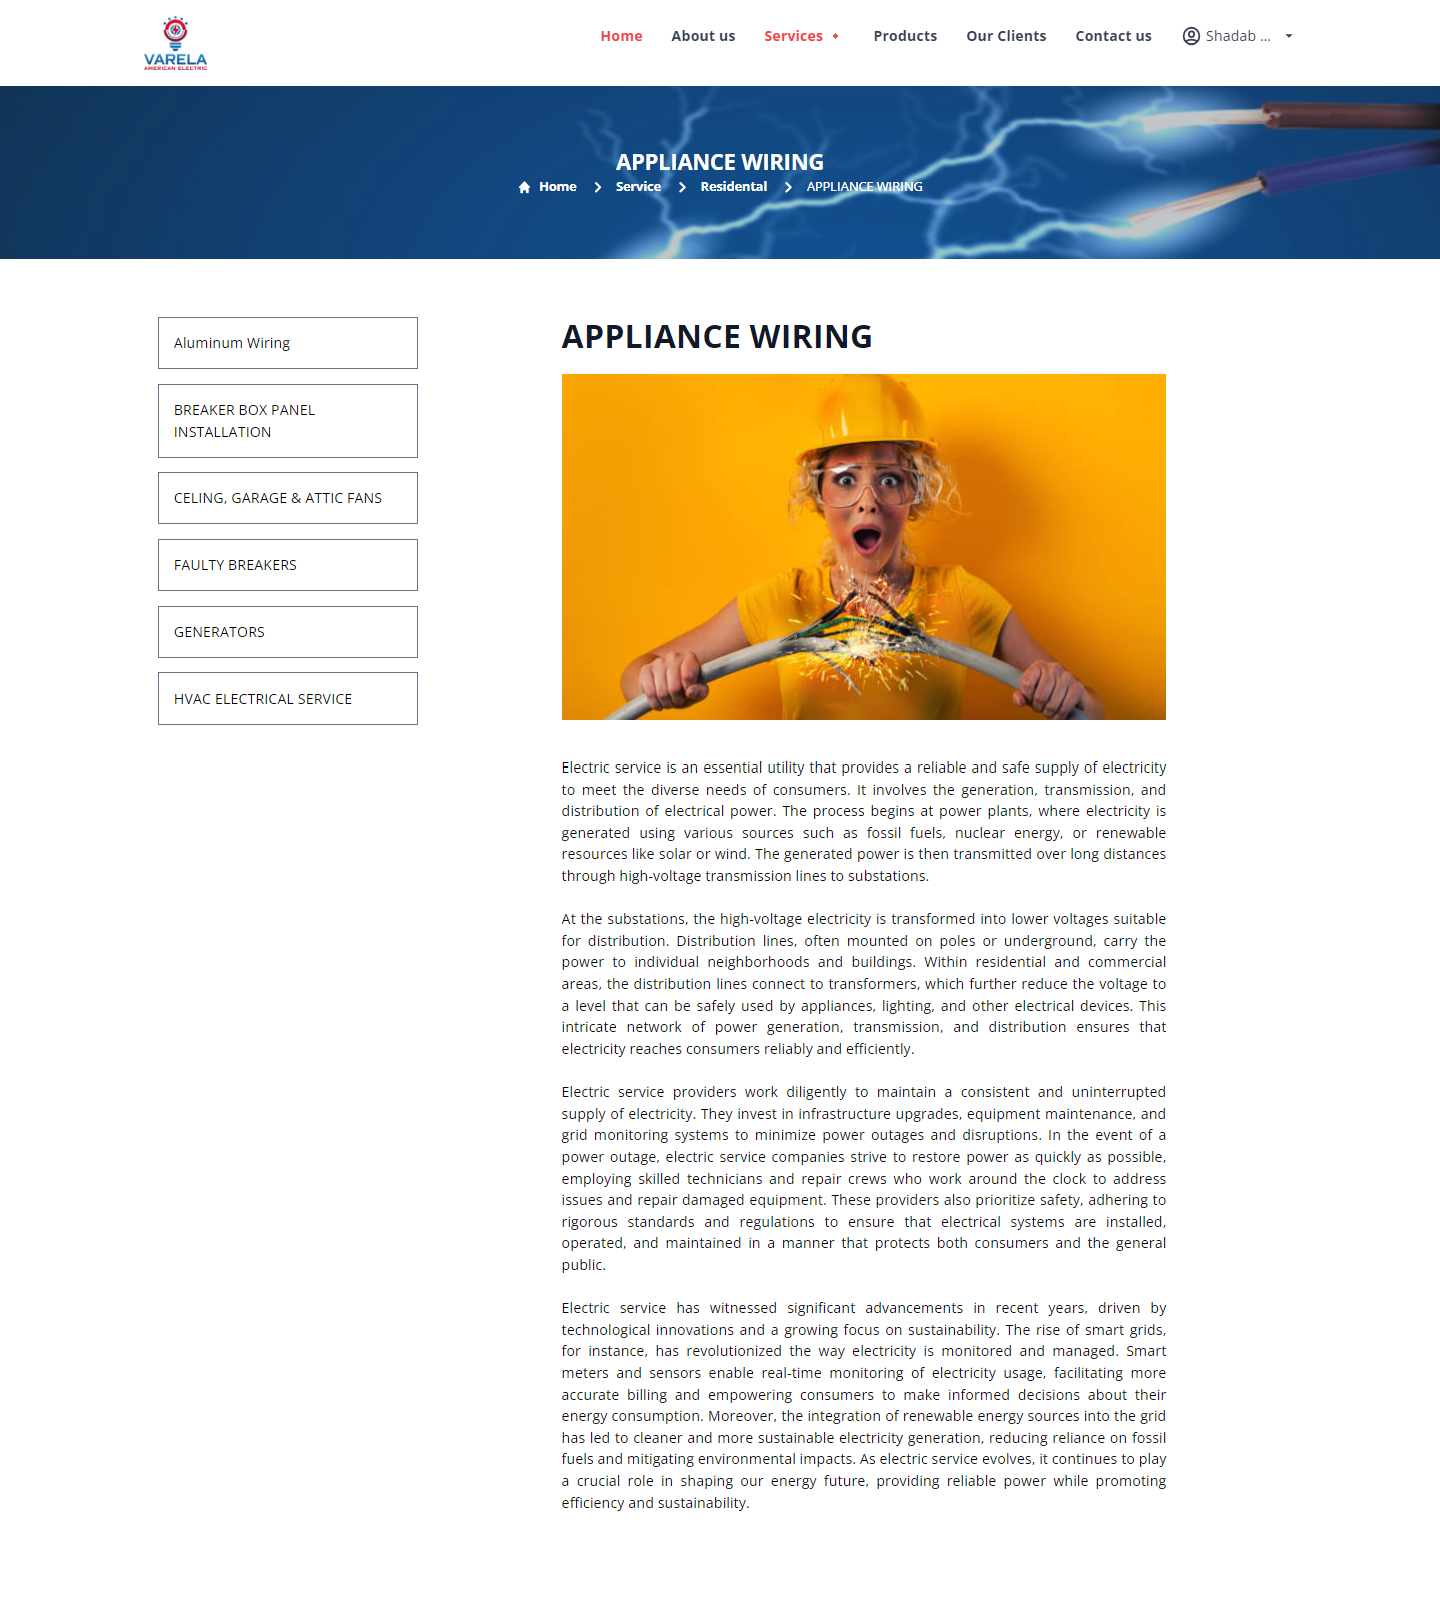 VARELA
AMERICAN ELECTRIC
Home
About us
Services
Products
Our Clients
Contact us
Shadab ...
APPLIANCE WIRING
Home
Service
Residental
APPLIANCE WIRING
Aluminum Wiring
BREAKER BOX PANEL
INSTALLATION
CELING, GARAGE & ATTIC FANS
FAULTY BREAKERS
GENERATORS
HVAC ELECTRICAL SERVICE
APPLIANCE WIRING
Electric service is an essential utility that provides a reliable and safe supply of electricity
to meet the diverse needs of consumers. It involves the generation, transmission, and
distribution of electrical power. The process begins at power plants, where electricity is
generated using various sources such as fossil fuels, nuclear energy, or renewable
resources like solar or wind. The generated power is then transmitted over long distances
through high-voltage transmission lines to substations.
At the substations, the high-voltage electricity is transformed into lower voltages suitable
for distribution. Distribution lines, often mounted on poles or underground, carry the
power to individual neighborhoods and buildings. Within residential and commercial
areas, the distribution lines connect to transformers, which further reduce the voltage to
a level that can be safely used by appliances, lighting, and other electrical devices. This
intricate network of power generation, transmission, and distribution ensures that
electricity reaches consumers reliably and efficiently.
Electric service providers work diligently to maintain a consistent and uninterrupted
supply of electricity. They invest in infrastructure upgrades, equipment maintenance, and
grid monitoring systems to minimize power outages and disruptions. In the event of a
power outage, electric service companies strive to restore power as quickly as possible,
employing skilled technicians and repair crews who work around the clock to address
issues and repair damaged equipment. These providers also prioritize safety, adhering to
rigorous standards and regulations to ensure that electrical systems are installed,
operated, and maintained in a manner that protects both consumers and the general
public.
Electric service has witnessed significant advancements in recent years, driven by
technological innovations and a growing focus on sustainability. The rise of smart grids,
for instance, has revolutionized the way electricity is monitored and managed. Smart
meters and sensors enable real-time monitoring of electricity usage, facilitating more
accurate billing and empowering consumers to make informed decisions about their
energy consumption. Moreover, the integration of renewable energy sources into the grid
has led to cleaner and more sustainable electricity generation, reducing reliance on fossil
fuels and mitigating environmental impacts. As electric service evolves, it continues to play
a crucial role in shaping our energy future, providing reliable power while promoting
efficiency and sustainability.